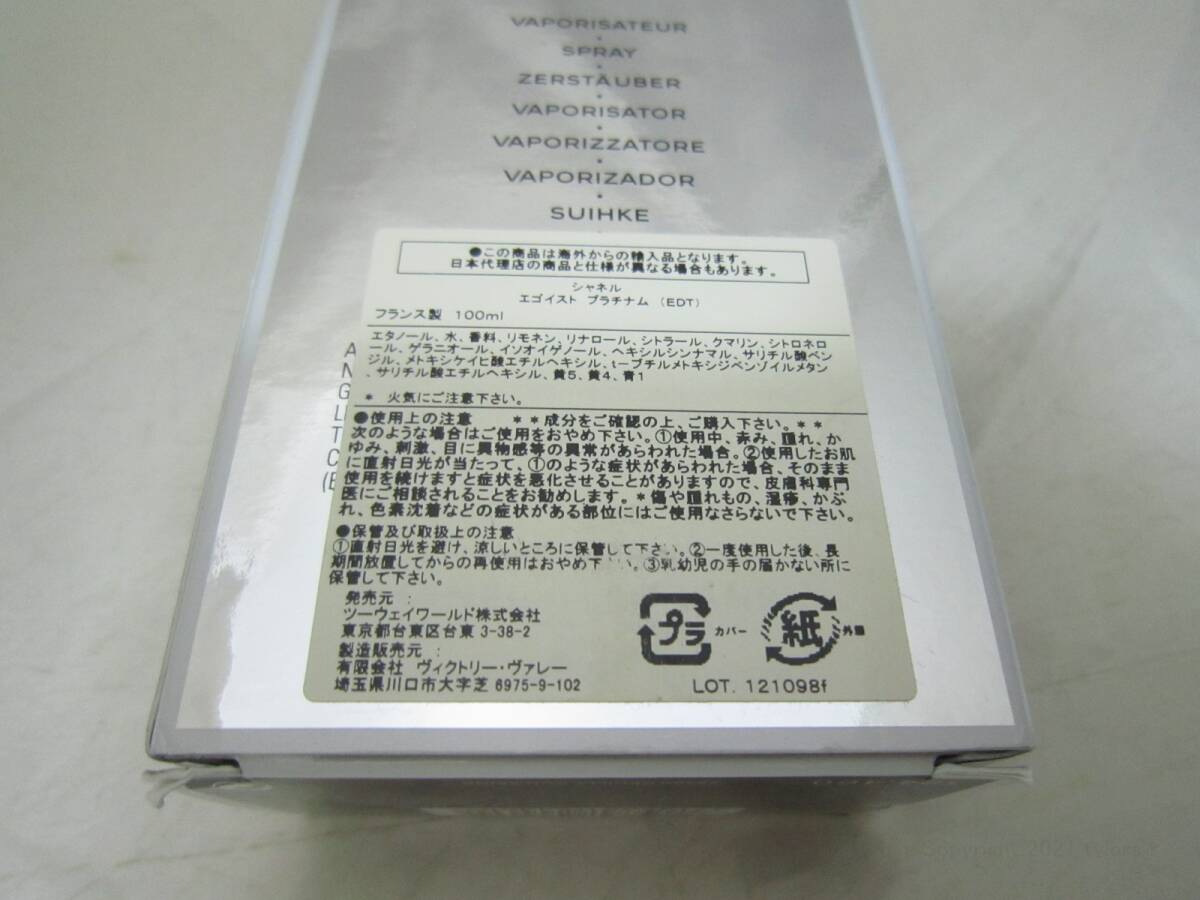 VAPORISATEUR
SPRAY
ZERSTÄUBER
VAPORISATOR
VAPORIZZATORE
VAPORIZADOR
SUIHKE
●この商品は海外からの輸入品となります。
日本代理店の商品と仕様が異なる場合もあります。
シャネル
エゴイスト プラチナム (EDT)
フランス製 100ml
エタノール、水、香料、リモネン、リナロール、シトラール、クマリン、シトロネロ
ール、ゲラニオール、イソオイゲノール、ヘキシルシンナマル、サリチル酸ベン
ジル、メトキシケイヒ酸エチルヘキシル、t-ブチルメトキシジベンゾイルメタン
、サリチル酸エチルヘキシル、黄5、黄4、青1
* 火気にご注意下さい。
●使用上の注意 **成分をご確認の上、ご購入下さい。**
次のような場合はご使用をおやめ下さい。①使用中、赤み、腫れ、か
ゆみ、刺激、目に異物感等の異常があらわれた場合。②使用したお肌
に直射日光が当たって、①のような症状があらわれた場合、そのまま
使用を続けますと症状を悪化させることがありますので、皮膚科専門
医にご相談されることをお勧めします。*傷や腫れもの、湿疹、かぶ
れ、色素沈着などの症状がある部位にはご使用なさらないで下さい。
●保管及び取扱上の注意
①直射日光を避け、涼しいところに保管して下さい。②一度使用した後、長
期間放置してからの再使用はおやめ下さい。③乳幼児の手の届かない所に
保管して下さい。
発売元:
ツーウェイワールド株式会社
東京都台東区台東 3-38-2
製造販売元:
有限会社 ヴィクトリー・ヴァレー
埼玉県川口市大字芝 6975-9-102
プラ カバー
紙 外箱
LOT. 121098f